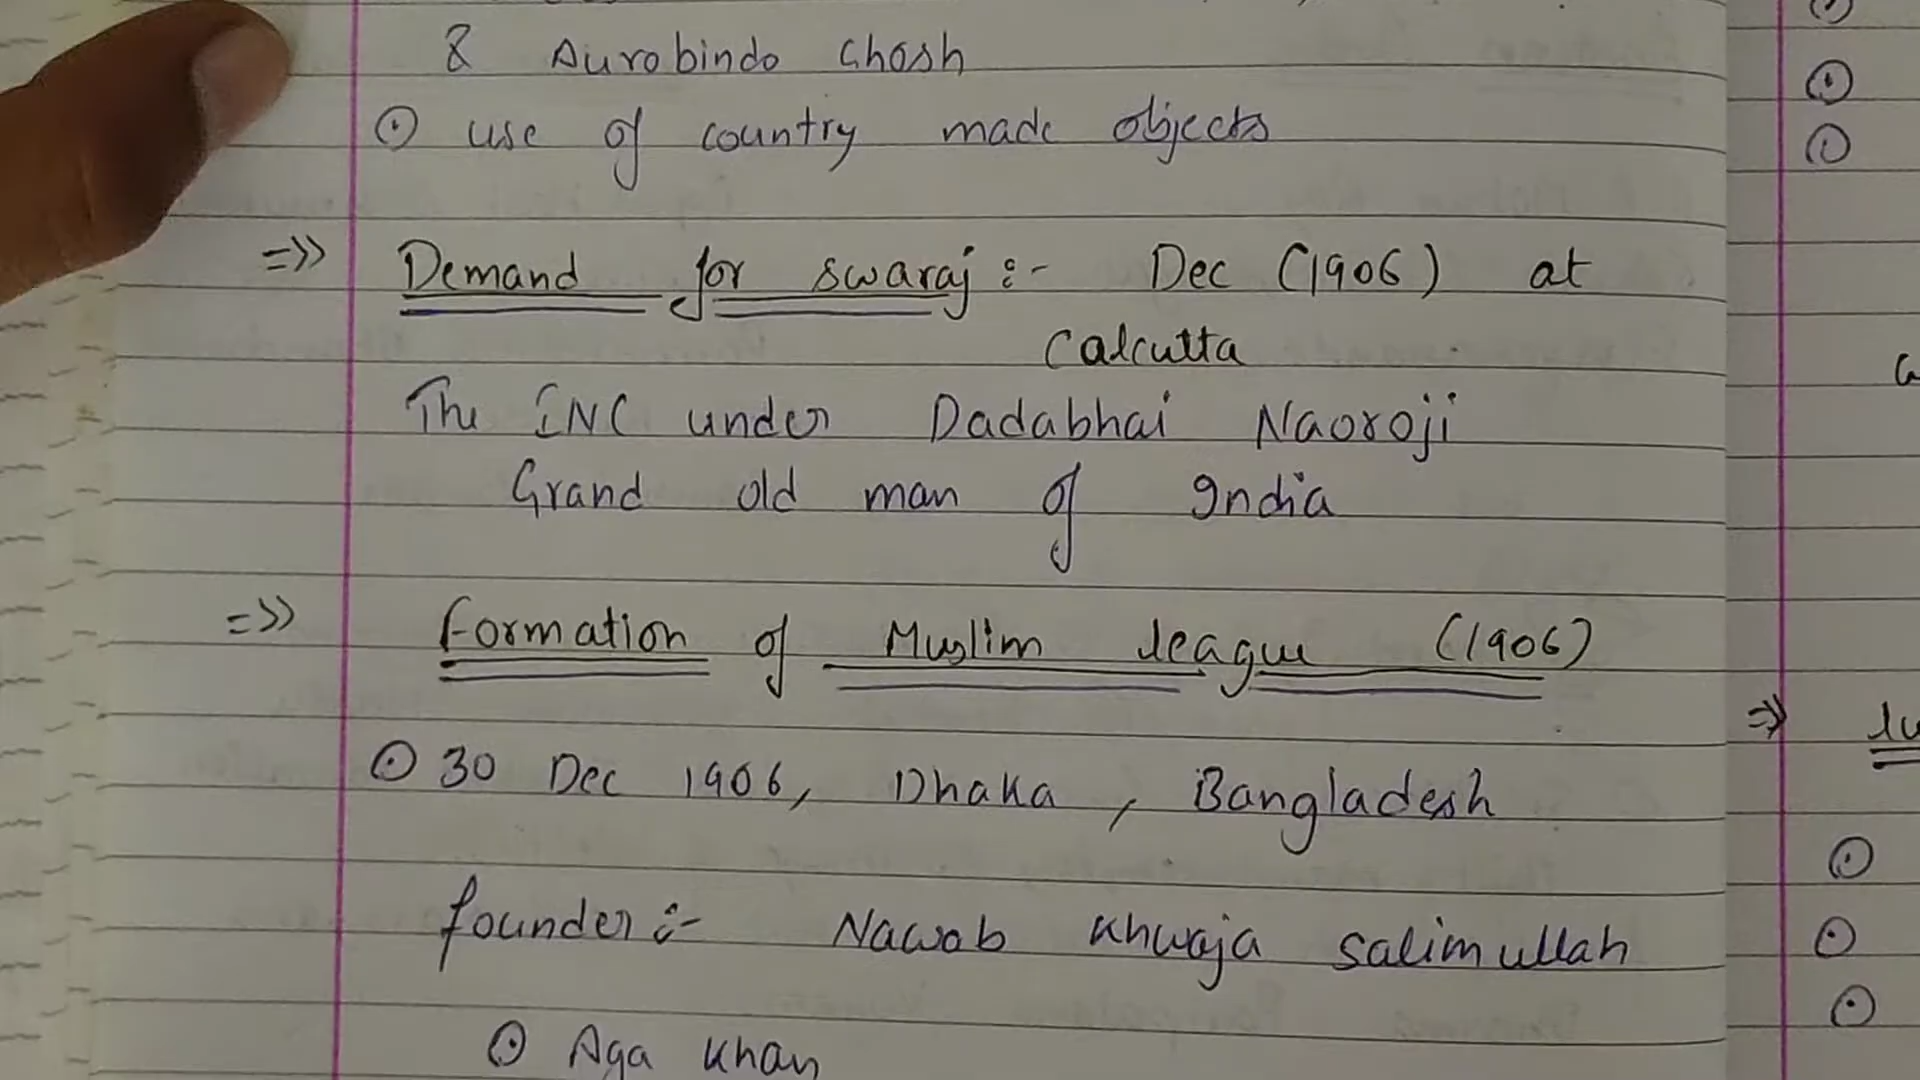 & Aurobindo Ghosh
⊙ use of country made objects
=>> Demand for swaraj :- Dec (1906) at
Calcutta
The INC under Dadabhai Naoroji
Grand old man of India
=>> Formation of Muslim league (1906)
⊙ 30 Dec 1906, Dhaka, Bangladesh
founder :- Nawab Khwaja Salimullah
⊙ Aga Khan